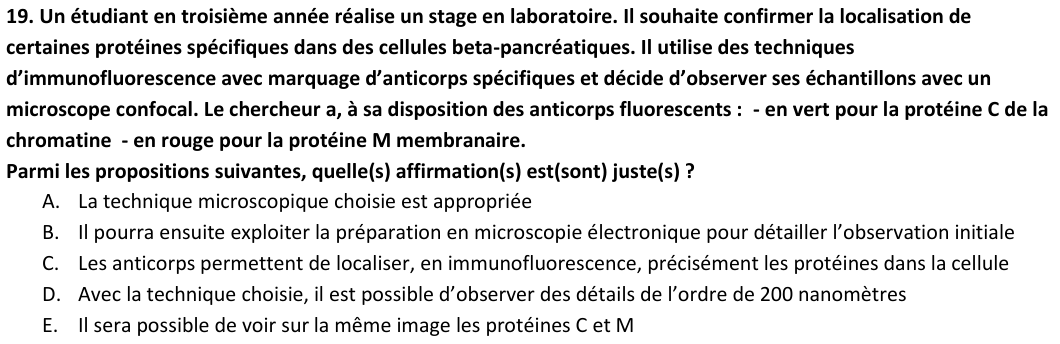 19. Un étudiant en troisième année réalise un stage en laboratoire. Il souhaite confirmer la localisation de
certaines protéines spécifiques dans des cellules beta-pancréatiques. Il utilise des techniques
d’immunofluorescence avec marquage d’anticorps spécifiques et décide d’observer ses échantillons avec un
microscope confocal. Le chercheur a, à sa disposition des anticorps fluorescents :  - en vert pour la protéine C de la
chromatine  - en rouge pour la protéine M membranaire.
Parmi les propositions suivantes, quelle(s) affirmation(s) est(sont) juste(s) ?
A. La technique microscopique choisie est appropriée
B. Il pourra ensuite exploiter la préparation en microscopie électronique pour détailler l’observation initiale
C. Les anticorps permettent de localiser, en immunofluorescence, précisément les protéines dans la cellule
D. Avec la technique choisie, il est possible d’observer des détails de l’ordre de 200 nanomètres
E. Il sera possible de voir sur la même image les protéines C et M